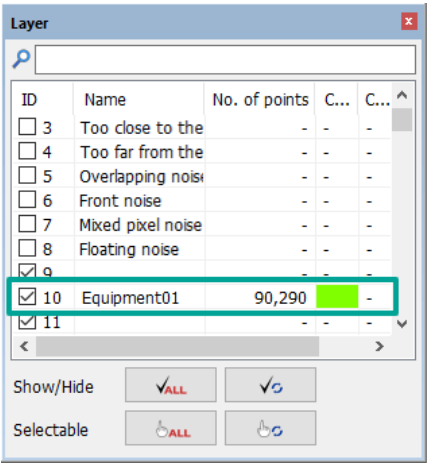 Layer x
ID Name No. of points C... C...
3 Too close to the - - -
4 Too far from the - - -
5 Overlapping nois - - -
6 Front noise - - -
7 Mixed pixel noise - - -
8 Floating noise - - -
9 - - -
10 Equipment01 90,290 -
11 - - -
Show/Hide ALL
Selectable ALL